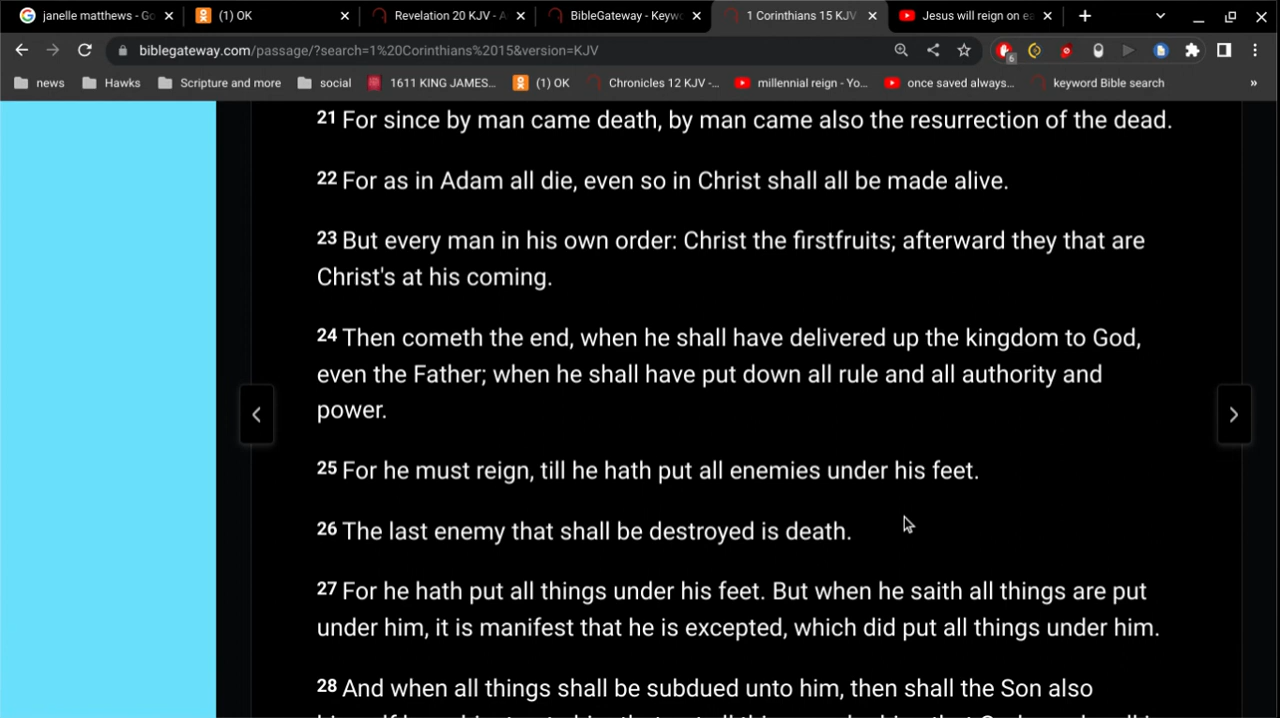 janelle matthews - Go
(1) OK
Revelation 20 KJV - A
BibleGateway - Keyw
1 Corinthians 15 KJV
Jesus will reign on ea
biblegateway.com/passage/?search=1%20Corinthians%2015&version=KJV
6
news
Hawks
Scripture and more
social
1611 KING JAMES...
(1) OK
Chronicles 12 KJV -...
millennial reign - Yo...
once saved always...
keyword Bible search
»
21 For since by man came death, by man came also the resurrection of the dead.
22 For as in Adam all die, even so in Christ shall all be made alive.
23 But every man in his own order: Christ the firstfruits; afterward they that are
Christ's at his coming.
24 Then cometh the end, when he shall have delivered up the kingdom to God,
even the Father; when he shall have put down all rule and all authority and
power.
25 For he must reign, till he hath put all enemies under his feet.
26 The last enemy that shall be destroyed is death.
27 For he hath put all things under his feet. But when he saith all things are put
under him, it is manifest that he is excepted, which did put all things under him.
28 And when all things shall be subdued unto him, then shall the Son also